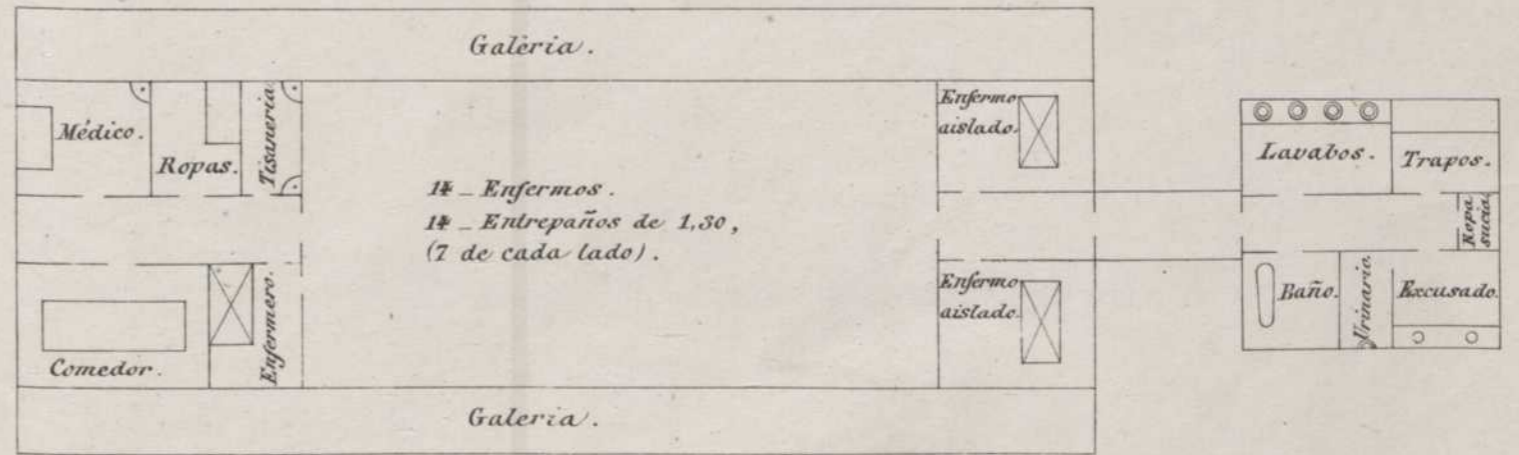 Galeria.
Médico.
Ropas.
Tisaneria.
Enfermo
aislado.
14 - Enfermos.
14 - Entrepaños de 1,30,
(7 de cada lado).
Lavabos.
Trapos.
Ropa
sucia.
Comedor.
Enfermero.
Enfermo
aislado.
Baño.
Urinario.
Excusado.
Galeria.